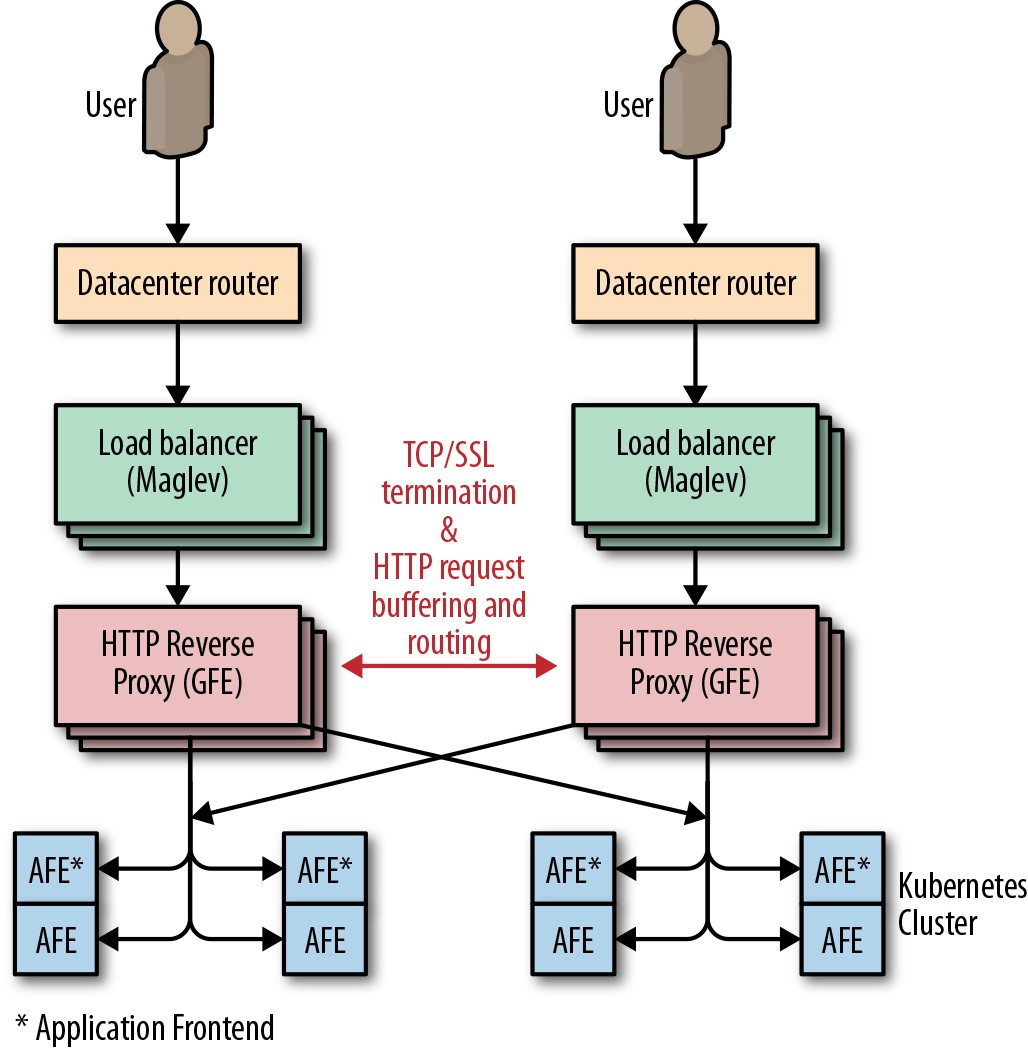 User
User
Datacenter router
Datacenter router
Load balancer
(Maglev)
Load balancer
(Maglev)
TCP/SSL
termination
&
HTTP request
buffering and
routing
HTTP Reverse
Proxy (GFE)
HTTP Reverse
Proxy (GFE)
AFE*
AFE*
AFE*
AFE*
AFE
AFE
AFE
AFE
Kubernetes
Cluster
* Application Frontend